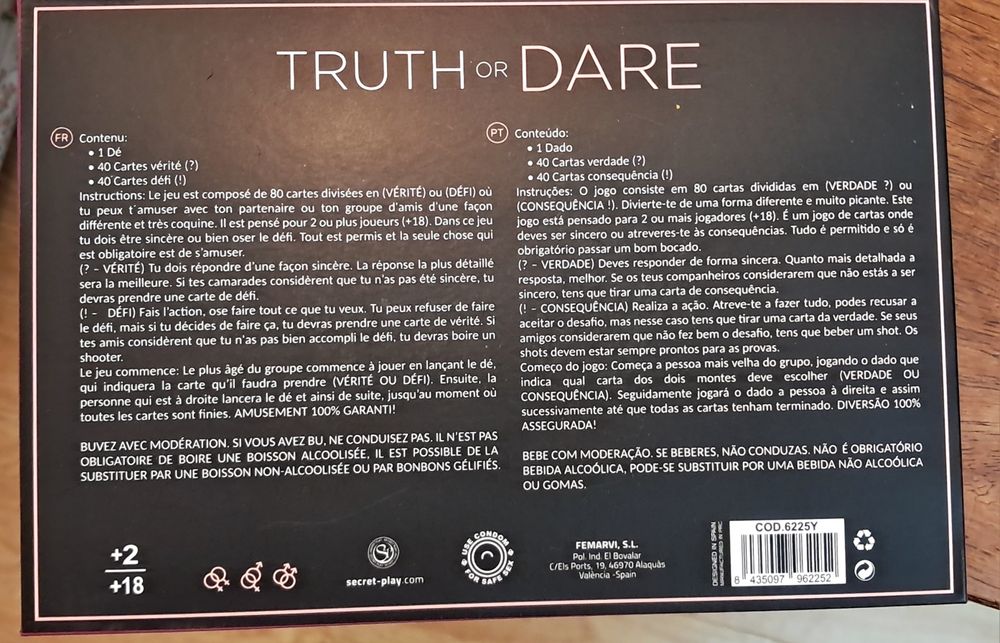 TRUTH OR DARE
FR Contenu:
• 1 Dé
• 40 Cartes vérité (?)
• 40 Cartes défi (!)
Instructions: Le jeu est composé de 80 cartes divisées en (VÉRITÉ) ou (DÉFI) où
tu peux t´amuser avec ton partenaire ou ton groupe d'amis d'une façon
différente et très coquine. Il est pensé pour 2 ou plus joueurs (+18). Dans ce jeu
tu dois être sincère ou bien oser le défi. Tout est permis et la seule chose qui
est obligatoire est de s'amuser.
(? – VÉRITÉ) Tu dois répondre d'une façon sincère. La réponse la plus détaillé
sera la meilleure. Si tes camarades considèrent que tu n'as pas été sincère, tu
devras prendre une carte de défi.
(! – DÉFI) Fais l'action, ose faire tout ce que tu veux. Tu peux refuser de faire
le défi, mais si tu décides de faire ça, tu devras prendre une carte de vérité. Si
tes amis considèrent que tu n'as pas bien accompli le défi, tu devras boire un
shooter.
Le jeu commence: Le plus âgé du groupe commence à jouer en lançant le dé,
qui indiquera la carte qu'il faudra prendre (VÉRITÉ OU DÉFI). Ensuite, la
personne qui est à droite lancera le dé et ainsi de suite, jusqu'au moment où
toutes les cartes sont finies. AMUSEMENT 100% GARANTI!
BUVEZ AVEC MODÉRATION. SI VOUS AVEZ BU, NE CONDUISEZ PAS. IL N'EST PAS
OBLIGATOIRE DE BOIRE UNE BOISSON ALCOOLISÉE, IL EST POSSIBLE DE LA
SUBSTITUER PAR UNE BOISSON NON-ALCOOLISÉE OU PAR BONBONS GÉLIFIÉS.
PT Conteúdo:
• 1 Dado
• 40 Cartas verdade (?)
• 40 Cartas consequência (!)
Instruções: O jogo consiste em 80 cartas divididas em (VERDADE ?) ou
(CONSEQUÊNCIA !). Divierte-te de uma forma diferente e muito picante. Este
jogo está pensado para 2 ou mais jogadores (+18). É um jogo de cartas onde
deves ser sincero ou atreveres-te às consequências. Tudo é permitido e só é
obrigatório passar um bom bocado.
(? – VERDADE) Deves responder de forma sincera. Quanto mais detalhada a
resposta, melhor. Se os teus companheiros considerarem que não estás a ser
sincero, tens que tirar uma carta de consequência.
(! – CONSEQUÊNCIA) Realiza a ação. Atreve-te a fazer tudo, podes recusar a
aceitar o desafio, mas nesse caso tens que tirar uma carta da verdade. Se seus
amigos considerarem que não fez bem o desafio, tens que beber um shot. Os
shots devem estar sempre prontos para as provas.
Começo do jogo: Começa a pessoa mais velha do grupo, jogando o dado que
indica qual carta dos dois montes deve escolher (VERDADE OU
CONSEQUÊNCIA). Seguidamente jogará o dado a pessoa à direita e assim
sucessivamente até que todas as cartas tenham terminado. DIVERSÃO 100%
ASSEGURADA!
BEBE COM MODERAÇÃO. SE BEBERES, NÃO CONDUZAS. NÃO É OBRIGATÓRIO
BEBIDA ALCOÓLICA, PODE-SE SUBSTITUIR POR UMA BEBIDA NÃO ALCOÓLICA
OU GOMAS.
+2
+18
secret-play.com
USE CONDOM
FOR SAFE SEX
FEMARVI, S.L.
Pol. Ind. El Bovalar
C/Els Ports, 19, 46970 Alaquàs
València -Spain
DESIGNED IN SPAIN
MANUFACTURED IN PRC
COD.6225Y
8 435097 962252